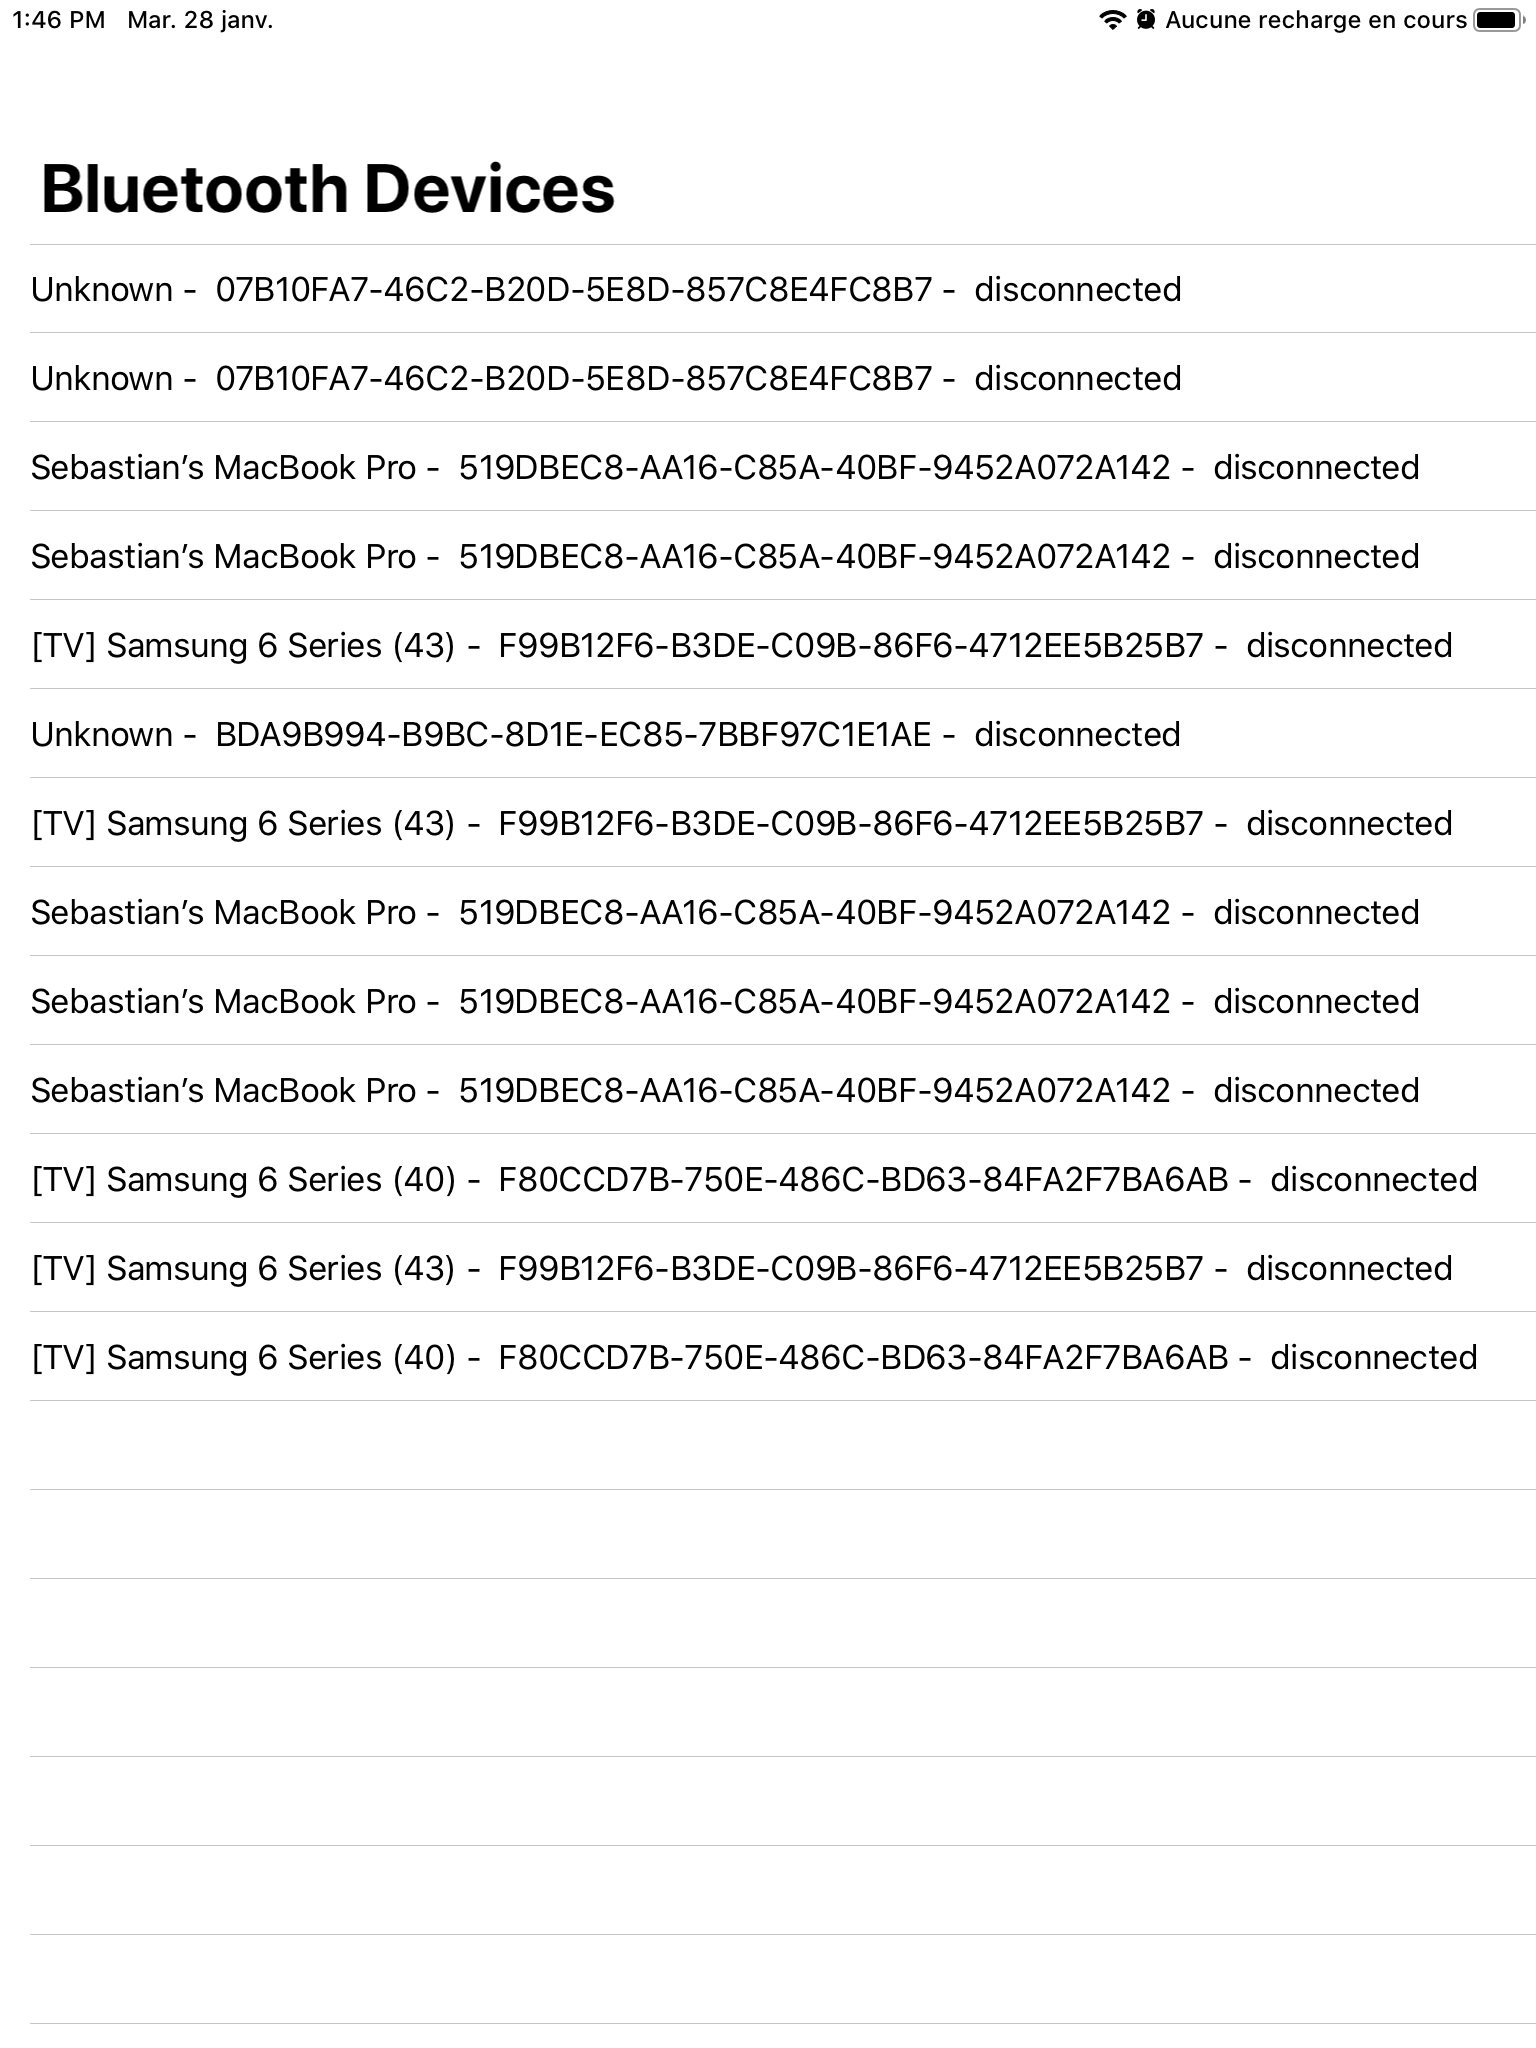 1:46 PM Mar. 28 janv. Aucune recharge en cours
Bluetooth Devices
Unknown - 07B10FA7-46C2-B20D-5E8D-857C8E4FC8B7 - disconnected
Unknown - 07B10FA7-46C2-B20D-5E8D-857C8E4FC8B7 - disconnected
Sebastian’s MacBook Pro - 519DBEC8-AA16-C85A-40BF-9452A072A142 - disconnected
Sebastian’s MacBook Pro - 519DBEC8-AA16-C85A-40BF-9452A072A142 - disconnected
[TV] Samsung 6 Series (43) - F99B12F6-B3DE-C09B-86F6-4712EE5B25B7 - disconnected
Unknown - BDA9B994-B9BC-8D1E-EC85-7BBF97C1E1AE - disconnected
[TV] Samsung 6 Series (43) - F99B12F6-B3DE-C09B-86F6-4712EE5B25B7 - disconnected
Sebastian’s MacBook Pro - 519DBEC8-AA16-C85A-40BF-9452A072A142 - disconnected
Sebastian’s MacBook Pro - 519DBEC8-AA16-C85A-40BF-9452A072A142 - disconnected
Sebastian’s MacBook Pro - 519DBEC8-AA16-C85A-40BF-9452A072A142 - disconnected
[TV] Samsung 6 Series (40) - F80CCD7B-750E-486C-BD63-84FA2F7BA6AB - disconnected
[TV] Samsung 6 Series (43) - F99B12F6-B3DE-C09B-86F6-4712EE5B25B7 - disconnected
[TV] Samsung 6 Series (40) - F80CCD7B-750E-486C-BD63-84FA2F7BA6AB - disconnected